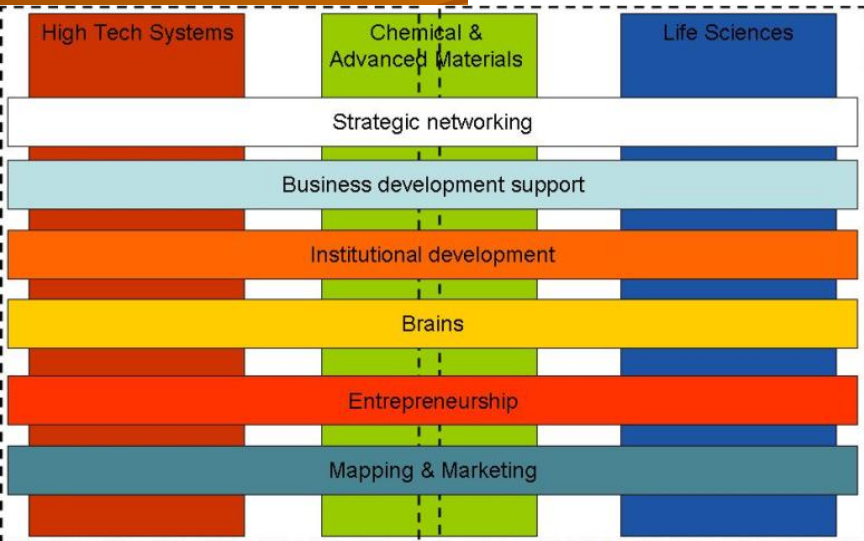 High Tech Systems
Chemical &
Advanced Materials
Life Sciences
Strategic networking
Business development support
Institutional development
Brains
Entrepreneurship
Mapping & Marketing